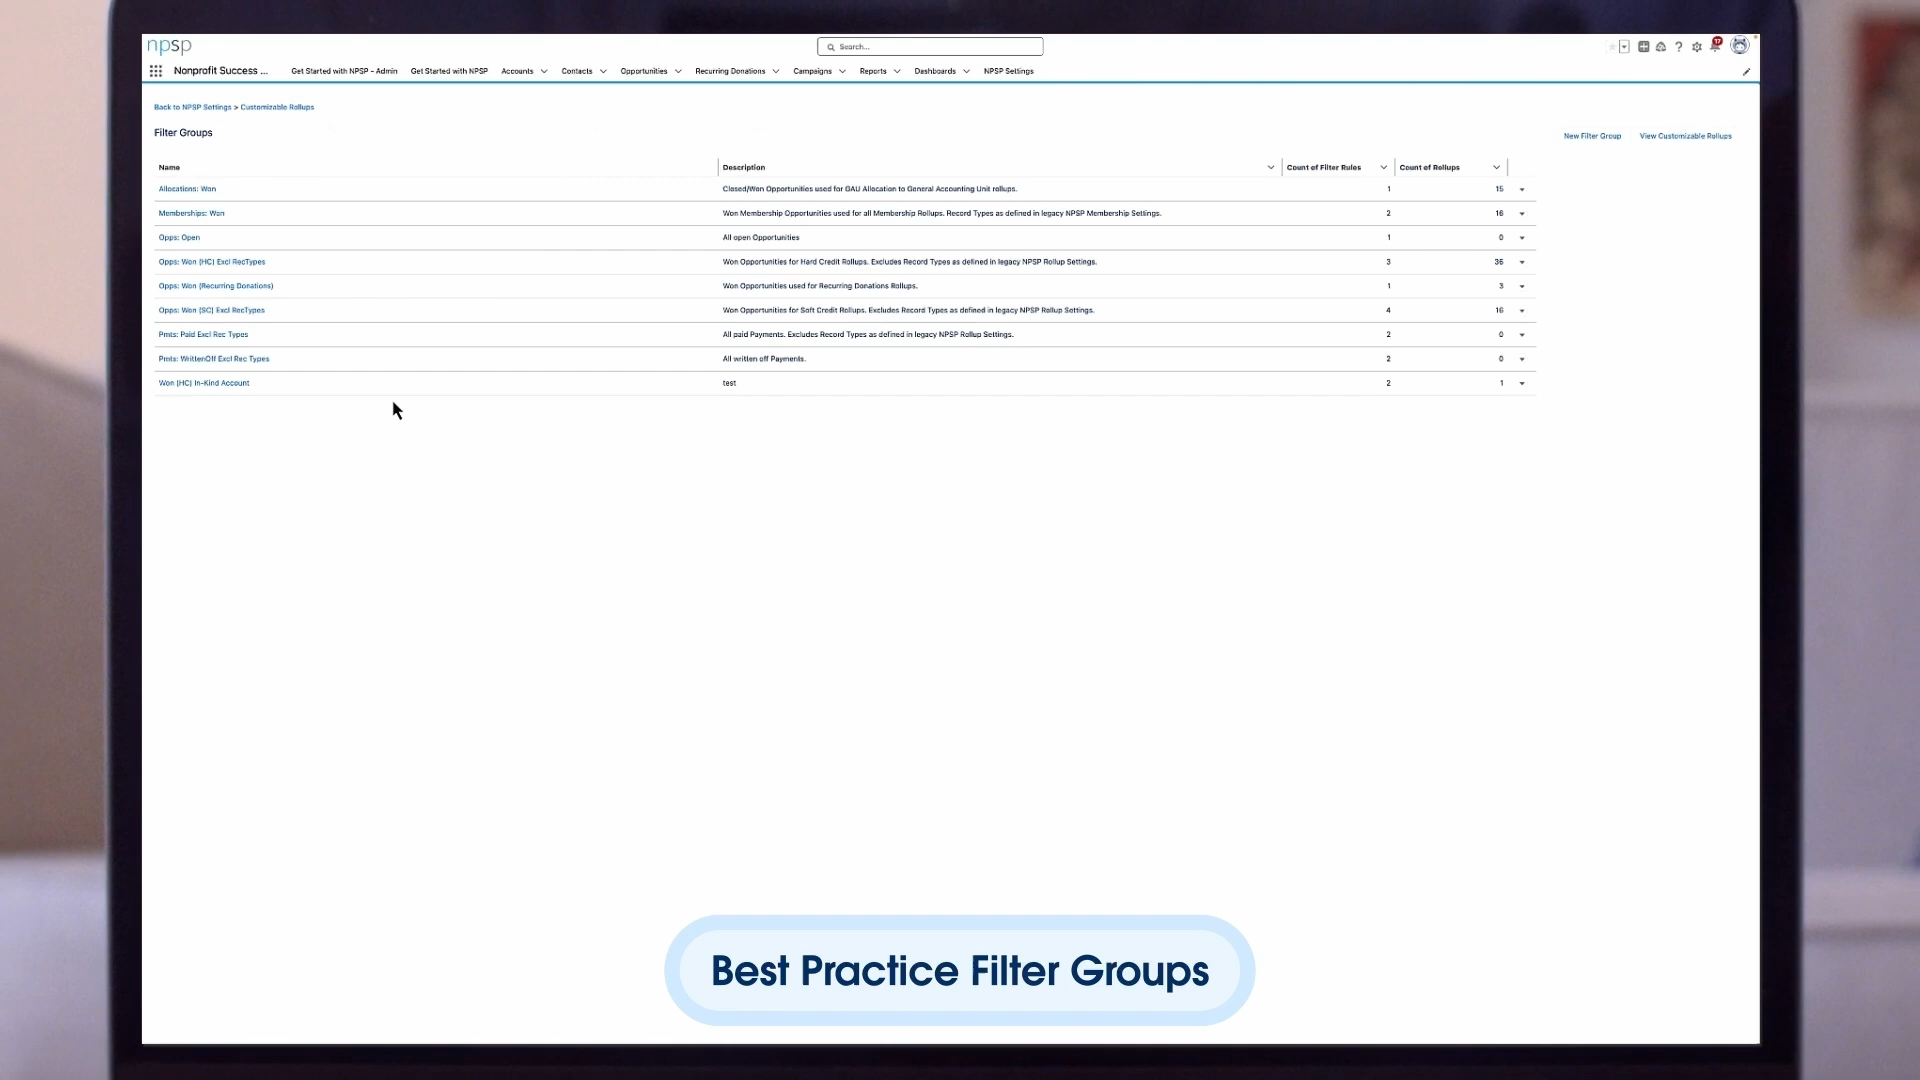 npsp
Search...
17
Nonprofit Success ... Get Started with NPSP - Admin Get Started with NPSP Accounts Contacts Opportunities Recurring Donations Campaigns Reports Dashboards NPSP Settings
Back to NPSP Settings > Customizable Rollups
Filter Groups
New Filter Group View Customizable Rollups
Name Description Count of Filter Rules Count of Rollups
Allocations: Won Closed/Won Opportunities used for GAU Allocation to General Accounting Unit rollups. 1 15
Memberships: Won Won Membership Opportunities used for all Membership Rollups. Record Types as defined in legacy NPSP Membership Settings. 2 16
Opps: Open All open Opportunities 1 0
Opps: Won (HC) Excl RecTypes Won Opportunities for Hard Credit Rollups. Excludes Record Types as defined in legacy NPSP Rollup Settings. 3 36
Opps: Won (Recurring Donations) Won Opportunities used for Recurring Donations Rollups. 1 3
Opps: Won (SC) Excl RecTypes Won Opportunities for Soft Credit Rollups. Excludes Record Types as defined in legacy NPSP Rollup Settings. 4 16
Pmts: Paid Excl Rec Types All paid Payments. Excludes Record Types as defined in legacy NPSP Rollup Settings. 2 0
Pmts: WrittenOff Excl Rec Types All written off Payments. 2 0
Won (HC) In-Kind Account test 2 1
Best Practice Filter Groups